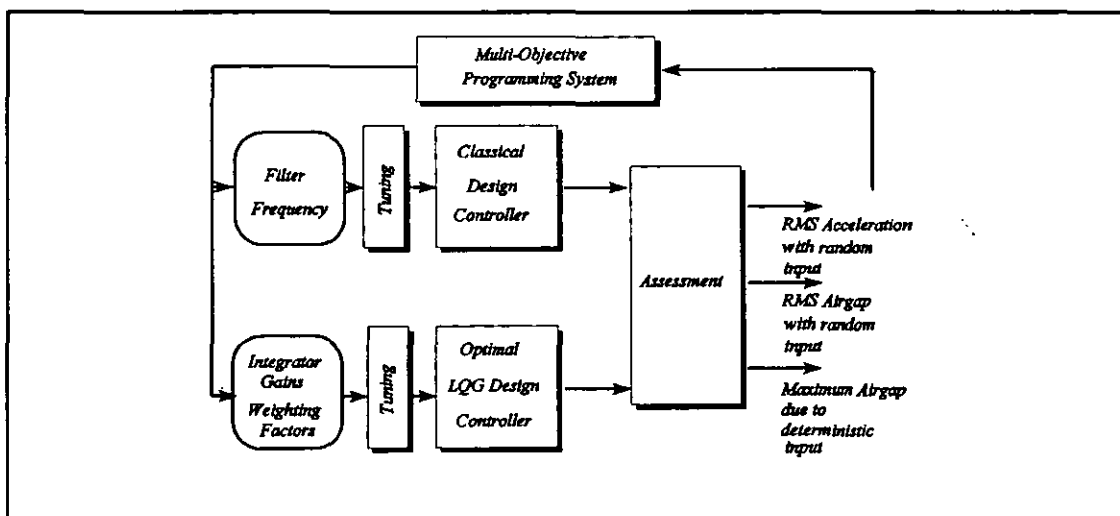 Multi-Objective
Programming System
Filter
Frequency
Tuning
Classical
Design
Controller
Assessment
RMS Acceleration
with random
input
RMS Airgap
with random
input
Maximum Airgap
due to
deterministic
input
Integrator
Gains
Weighting
Factors
Tuning
Optimal
LQG Design
Controller